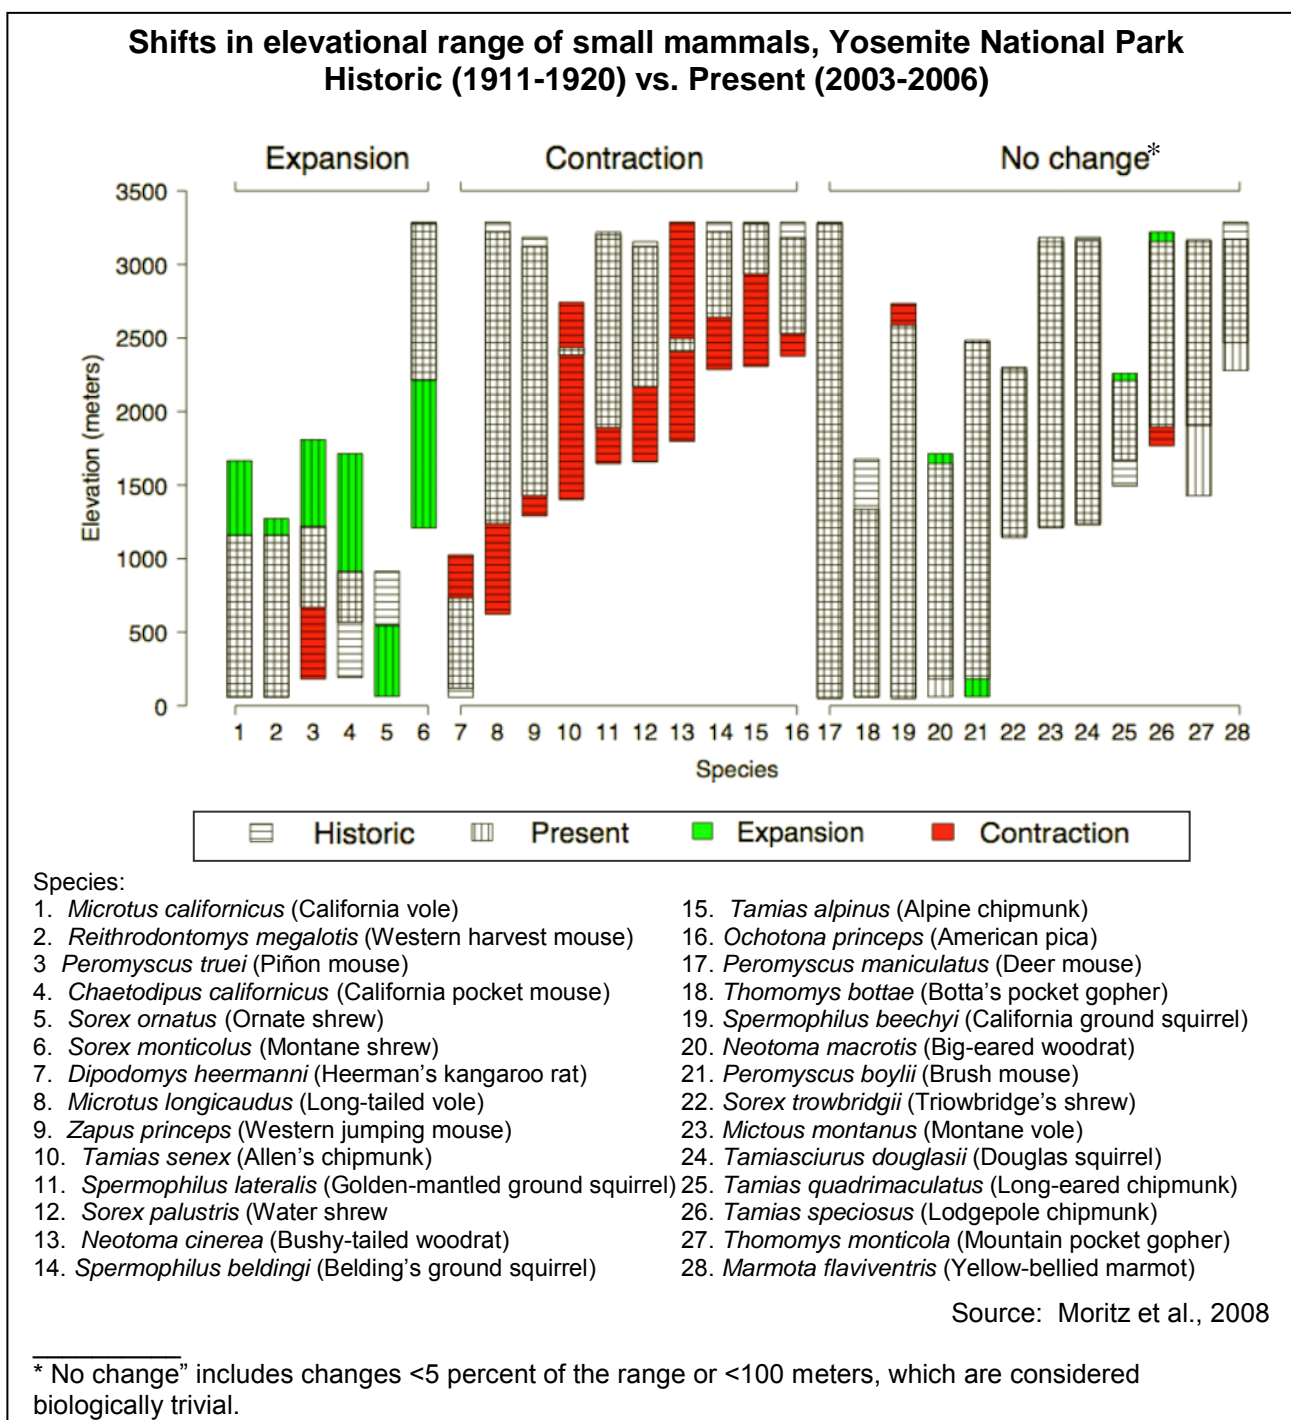 Shifts in elevational range of small mammals, Yosemite National Park
Historic (1911-1920) vs. Present (2003-2006)
Expansion Contraction No change*
3500
3000
2500
2000
1500
1000
500
0
Elevation (meters)
1 2 3 4 5 6 7 8 9 10 11 12 13 14 15 16 17 18 19 20 21 22 23 24 25 26 27 28
Species
Historic Present Expansion Contraction
Species:
1. Microtus californicus (California vole)
2. Reithrodontomys megalotis (Western harvest mouse)
3 Peromyscus truei (Piñon mouse)
4. Chaetodipus californicus (California pocket mouse)
5. Sorex ornatus (Ornate shrew)
6. Sorex monticolus (Montane shrew)
7. Dipodomys heermanni (Heerman's kangaroo rat)
8. Microtus longicaudus (Long-tailed vole)
9. Zapus princeps (Western jumping mouse)
10. Tamias senex (Allen's chipmunk)
11. Spermophilus lateralis (Golden-mantled ground squirrel)
12. Sorex palustris (Water shrew
13. Neotoma cinerea (Bushy-tailed woodrat)
14. Spermophilus beldingi (Belding's ground squirrel)
15. Tamias alpinus (Alpine chipmunk)
16. Ochotona princeps (American pica)
17. Peromyscus maniculatus (Deer mouse)
18. Thomomys bottae (Botta's pocket gopher)
19. Spermophilus beechyi (California ground squirrel)
20. Neotoma macrotis (Big-eared woodrat)
21. Peromyscus boylii (Brush mouse)
22. Sorex trowbridgii (Triowbridge's shrew)
23. Mictous montanus (Montane vole)
24. Tamiasciurus douglasii (Douglas squirrel)
25. Tamias quadrimaculatus (Long-eared chipmunk)
26. Tamias speciosus (Lodgepole chipmunk)
27. Thomomys monticola (Mountain pocket gopher)
28. Marmota flaviventris (Yellow-bellied marmot)
Source: Moritz et al., 2008
* No change" includes changes <5 percent of the range or <100 meters, which are considered
biologically trivial.